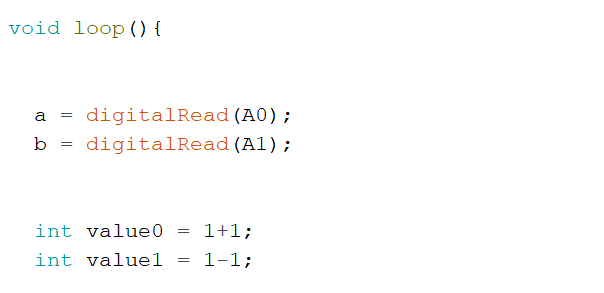 void loop(){
a = digitalRead(A0);
b = digitalRead(A1);
int value0 = 1+1;
int value1 = 1-1;